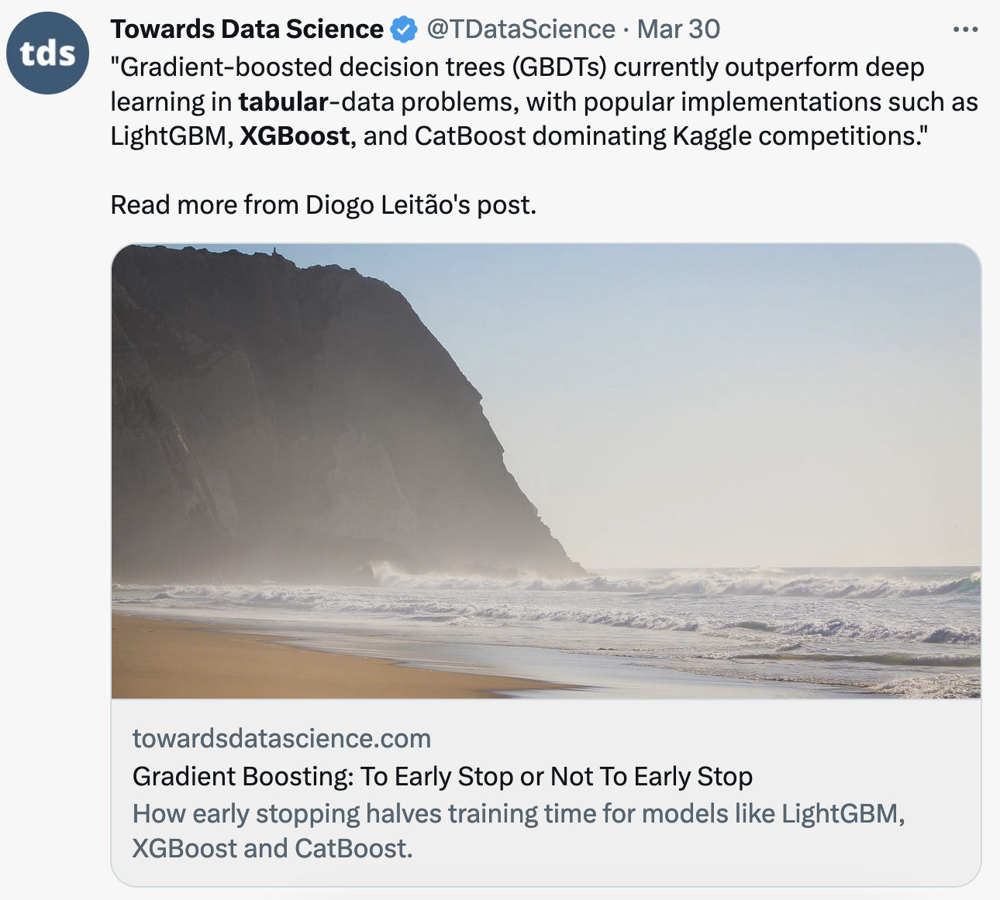 tds
Towards Data Science @TDataScience · Mar 30
"Gradient-boosted decision trees (GBDTs) currently outperform deep
learning in tabular-data problems, with popular implementations such as
LightGBM, XGBoost, and CatBoost dominating Kaggle competitions."
Read more from Diogo Leitão's post.
towardsdatascience.com
Gradient Boosting: To Early Stop or Not To Early Stop
How early stopping halves training time for models like LightGBM,
XGBoost and CatBoost.